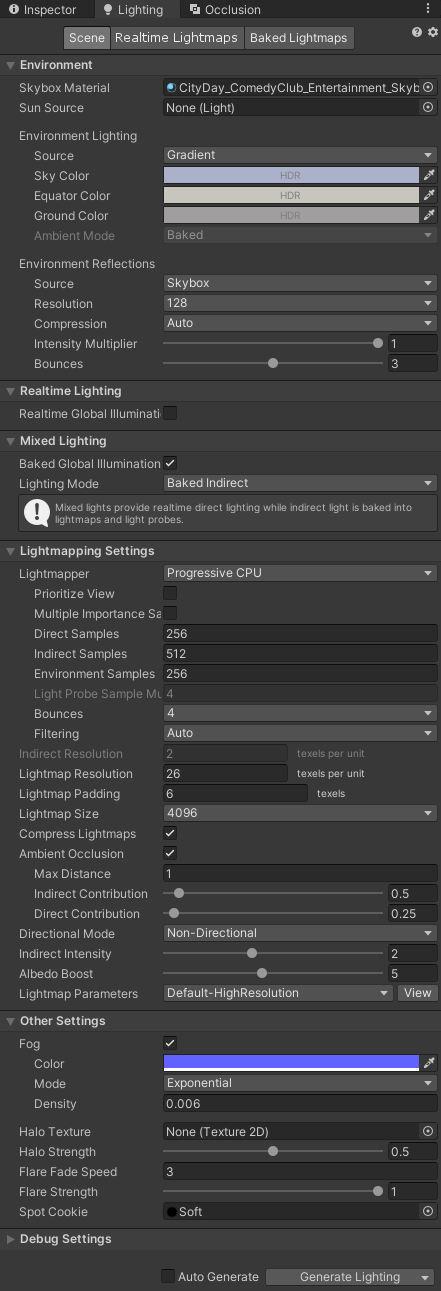 Inspector Lighting Occlusion
Scene Realtime Lightmaps Baked Lightmaps
Environment
Skybox Material CityDay_ComedyClub_Entertainment_Skyb
Sun Source None (Light)
Environment Lighting
Source Gradient
Sky Color HDR
Equator Color HDR
Ground Color HDR
Ambient Mode Baked
Environment Reflections
Source Skybox
Resolution 128
Compression Auto
Intensity Multiplier 1
Bounces 3
Realtime Lighting
Realtime Global Illuminati
Mixed Lighting
Baked Global Illumination
Lighting Mode Baked Indirect
Mixed lights provide realtime direct lighting while indirect light is baked into
lightmaps and light probes.
Lightmapping Settings
Lightmapper Progressive CPU
Prioritize View
Multiple Importance Sa
Direct Samples 256
Indirect Samples 512
Environment Samples 256
Light Probe Sample Mu 4
Bounces 4
Filtering Auto
Indirect Resolution 2 texels per unit
Lightmap Resolution 26 texels per unit
Lightmap Padding 6 texels
Lightmap Size 4096
Compress Lightmaps
Ambient Occlusion
Max Distance 1
Indirect Contribution 0.5
Direct Contribution 0.25
Directional Mode Non-Directional
Indirect Intensity 2
Albedo Boost 5
Lightmap Parameters Default-HighResolution View
Other Settings
Fog
Color
Mode Exponential
Density 0.006
Halo Texture None (Texture 2D)
Halo Strength 0.5
Flare Fade Speed 3
Flare Strength 1
Spot Cookie Soft
Debug Settings
Auto Generate Generate Lighting